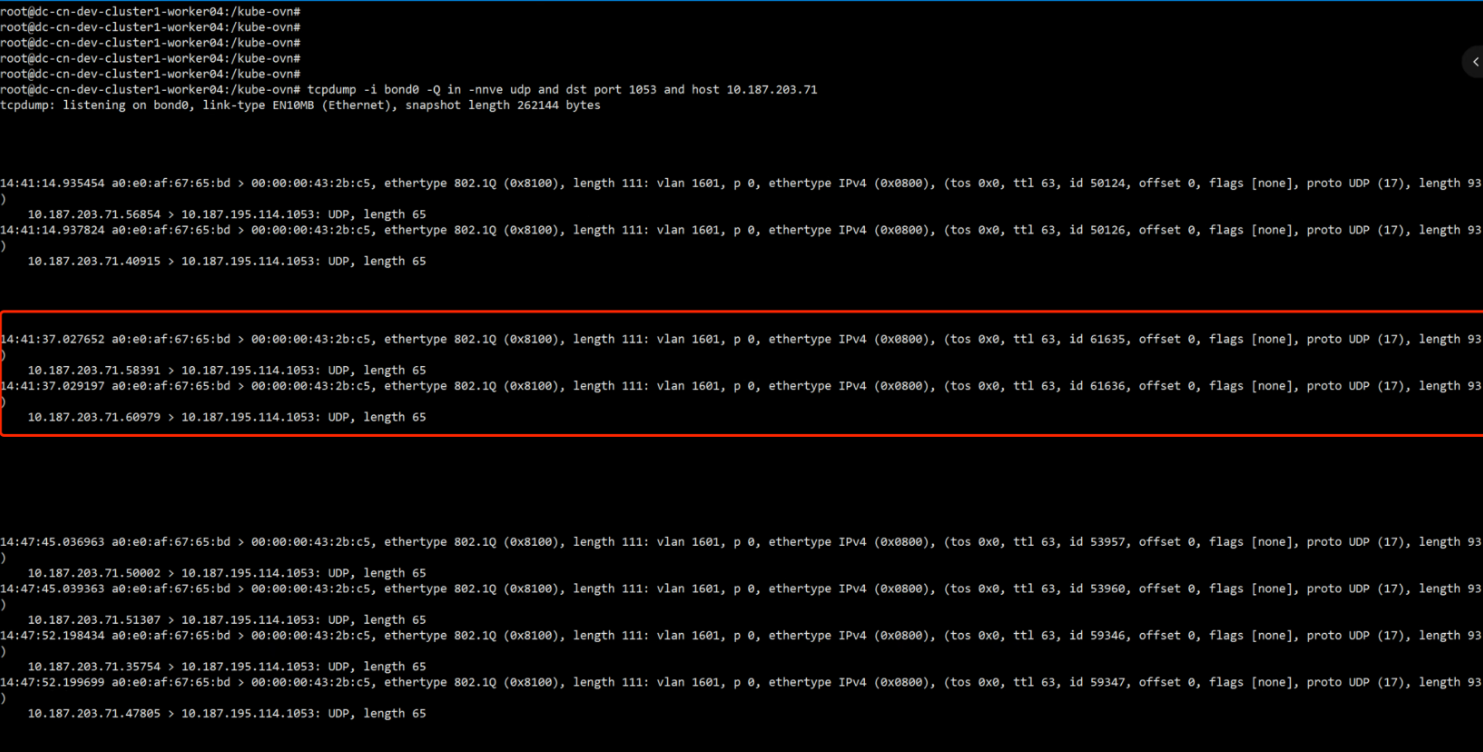 root@dc-cn-dev-cluster1-worker04:/kube-ovn#
root@dc-cn-dev-cluster1-worker04:/kube-ovn#
root@dc-cn-dev-cluster1-worker04:/kube-ovn#
root@dc-cn-dev-cluster1-worker04:/kube-ovn#
root@dc-cn-dev-cluster1-worker04:/kube-ovn#
root@dc-cn-dev-cluster1-worker04:/kube-ovn# tcpdump -i bond0 -Q in -nnve udp and dst port 1053 and host 10.187.203.71
tcpdump: listening on bond0, link-type EN10MB (Ethernet), snapshot length 262144 bytes
14:41:14.935454 a0:e0:af:67:65:bd > 00:00:00:43:2b:c5, ethertype 802.1Q (0x8100), length 111: vlan 1601, p 0, ethertype IPv4 (0x0800), (tos 0x0, ttl 63, id 50124, offset 0, flags [none], proto UDP (17), length 93
)
10.187.203.71.56854 > 10.187.195.114.1053: UDP, length 65
14:41:14.937824 a0:e0:af:67:65:bd > 00:00:00:43:2b:c5, ethertype 802.1Q (0x8100), length 111: vlan 1601, p 0, ethertype IPv4 (0x0800), (tos 0x0, ttl 63, id 50126, offset 0, flags [none], proto UDP (17), length 93
)
10.187.203.71.40915 > 10.187.195.114.1053: UDP, length 65
14:41:37.027652 a0:e0:af:67:65:bd > 00:00:00:43:2b:c5, ethertype 802.1Q (0x8100), length 111: vlan 1601, p 0, ethertype IPv4 (0x0800), (tos 0x0, ttl 63, id 61635, offset 0, flags [none], proto UDP (17), length 93
)
10.187.203.71.58391 > 10.187.195.114.1053: UDP, length 65
14:41:37.029197 a0:e0:af:67:65:bd > 00:00:00:43:2b:c5, ethertype 802.1Q (0x8100), length 111: vlan 1601, p 0, ethertype IPv4 (0x0800), (tos 0x0, ttl 63, id 61636, offset 0, flags [none], proto UDP (17), length 93
)
10.187.203.71.60979 > 10.187.195.114.1053: UDP, length 65
14:47:45.036963 a0:e0:af:67:65:bd > 00:00:00:43:2b:c5, ethertype 802.1Q (0x8100), length 111: vlan 1601, p 0, ethertype IPv4 (0x0800), (tos 0x0, ttl 63, id 53957, offset 0, flags [none], proto UDP (17), length 93
)
10.187.203.71.50002 > 10.187.195.114.1053: UDP, length 65
14:47:45.039363 a0:e0:af:67:65:bd > 00:00:00:43:2b:c5, ethertype 802.1Q (0x8100), length 111: vlan 1601, p 0, ethertype IPv4 (0x0800), (tos 0x0, ttl 63, id 53960, offset 0, flags [none], proto UDP (17), length 93
)
10.187.203.71.51307 > 10.187.195.114.1053: UDP, length 65
14:47:52.198434 a0:e0:af:67:65:bd > 00:00:00:43:2b:c5, ethertype 802.1Q (0x8100), length 111: vlan 1601, p 0, ethertype IPv4 (0x0800), (tos 0x0, ttl 63, id 59346, offset 0, flags [none], proto UDP (17), length 93
)
10.187.203.71.35754 > 10.187.195.114.1053: UDP, length 65
14:47:52.199699 a0:e0:af:67:65:bd > 00:00:00:43:2b:c5, ethertype 802.1Q (0x8100), length 111: vlan 1601, p 0, ethertype IPv4 (0x0800), (tos 0x0, ttl 63, id 59347, offset 0, flags [none], proto UDP (17), length 93
)
10.187.203.71.47805 > 10.187.195.114.1053: UDP, length 65